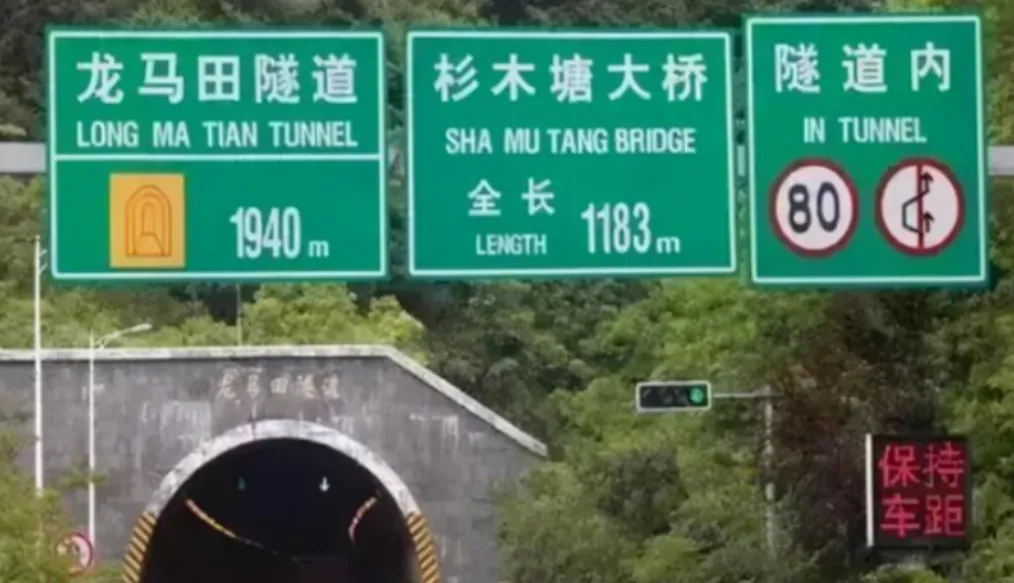 龙马田隧道
LONG MA TIAN TUNNEL
1940 m
杉木塘大桥
SHA MU TANG BRIDGE
全长
LENGTH 1183 m
隧道内
IN TUNNEL
80
龙马田隧道
保持
车距